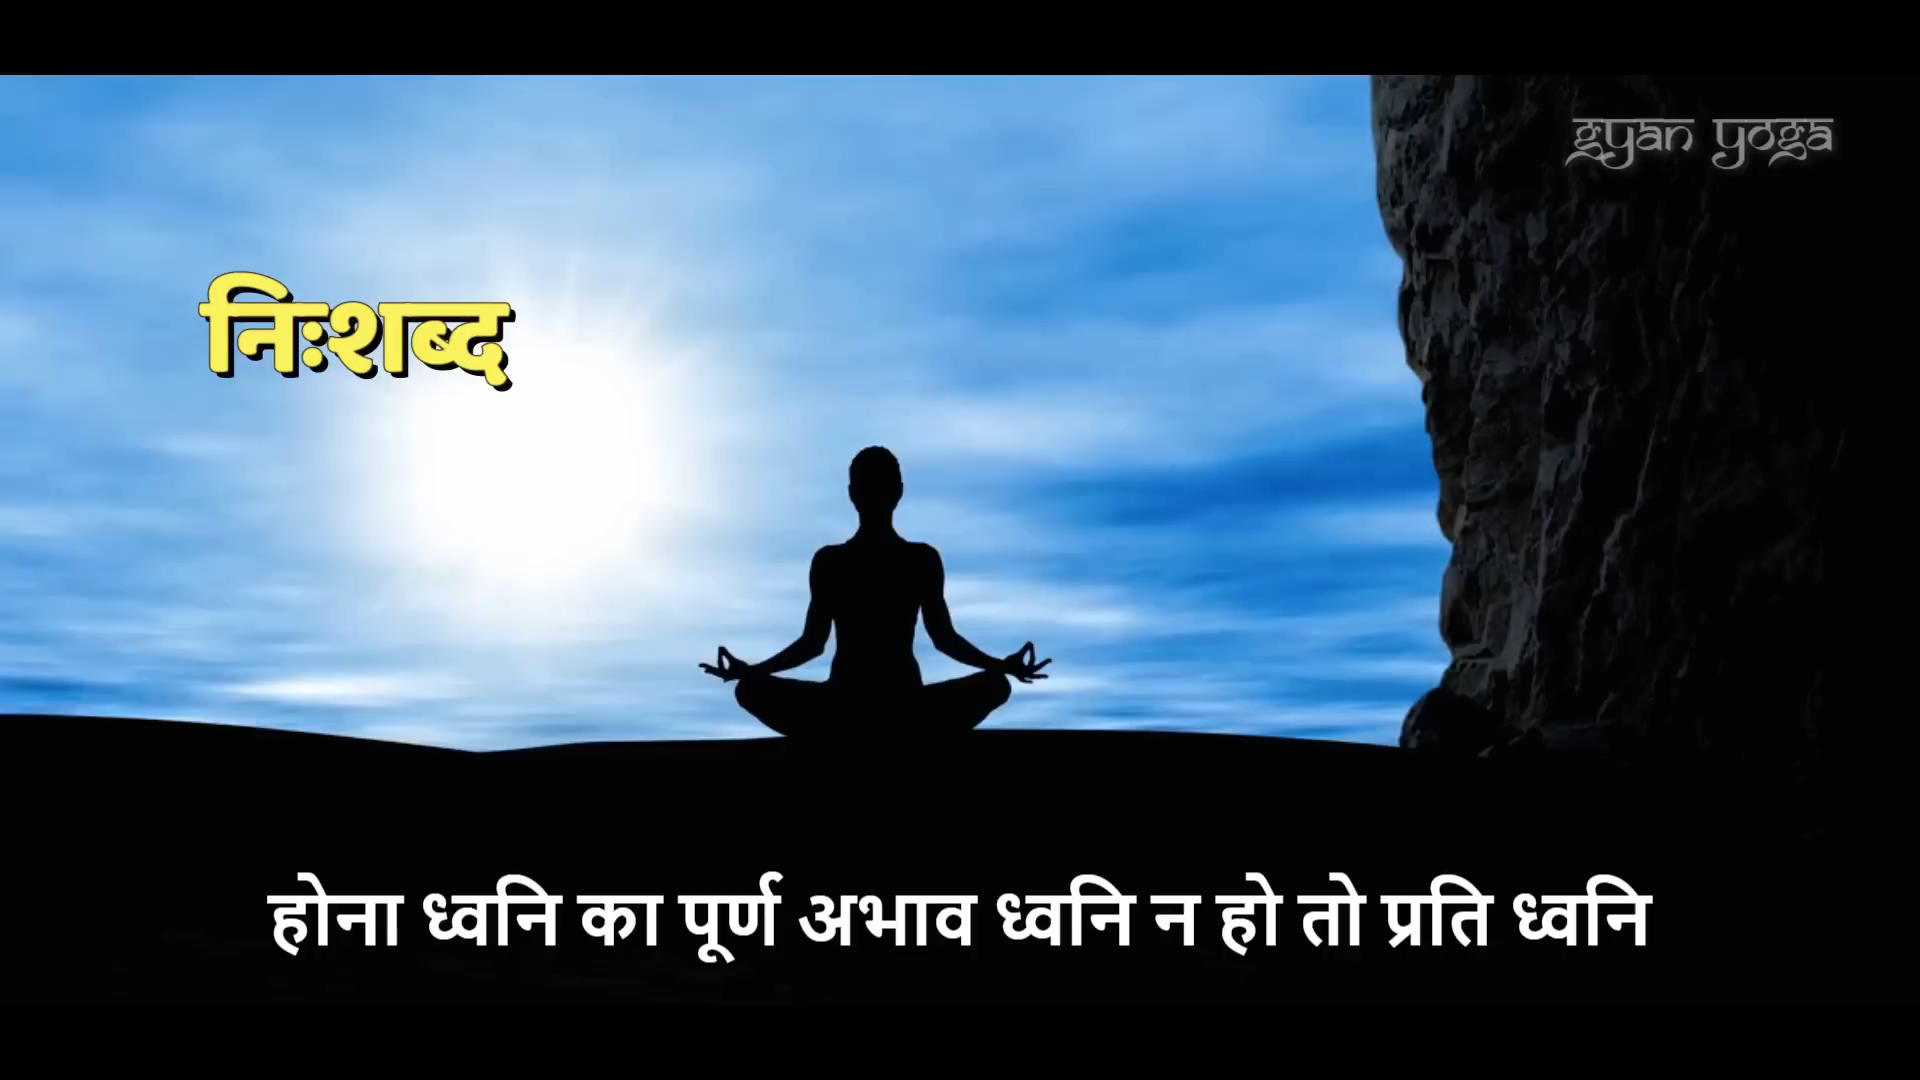 gyan yoga
निःशब्द
होना ध्वनि का पूर्ण अभाव ध्वनि न हो तो प्रति ध्वनि